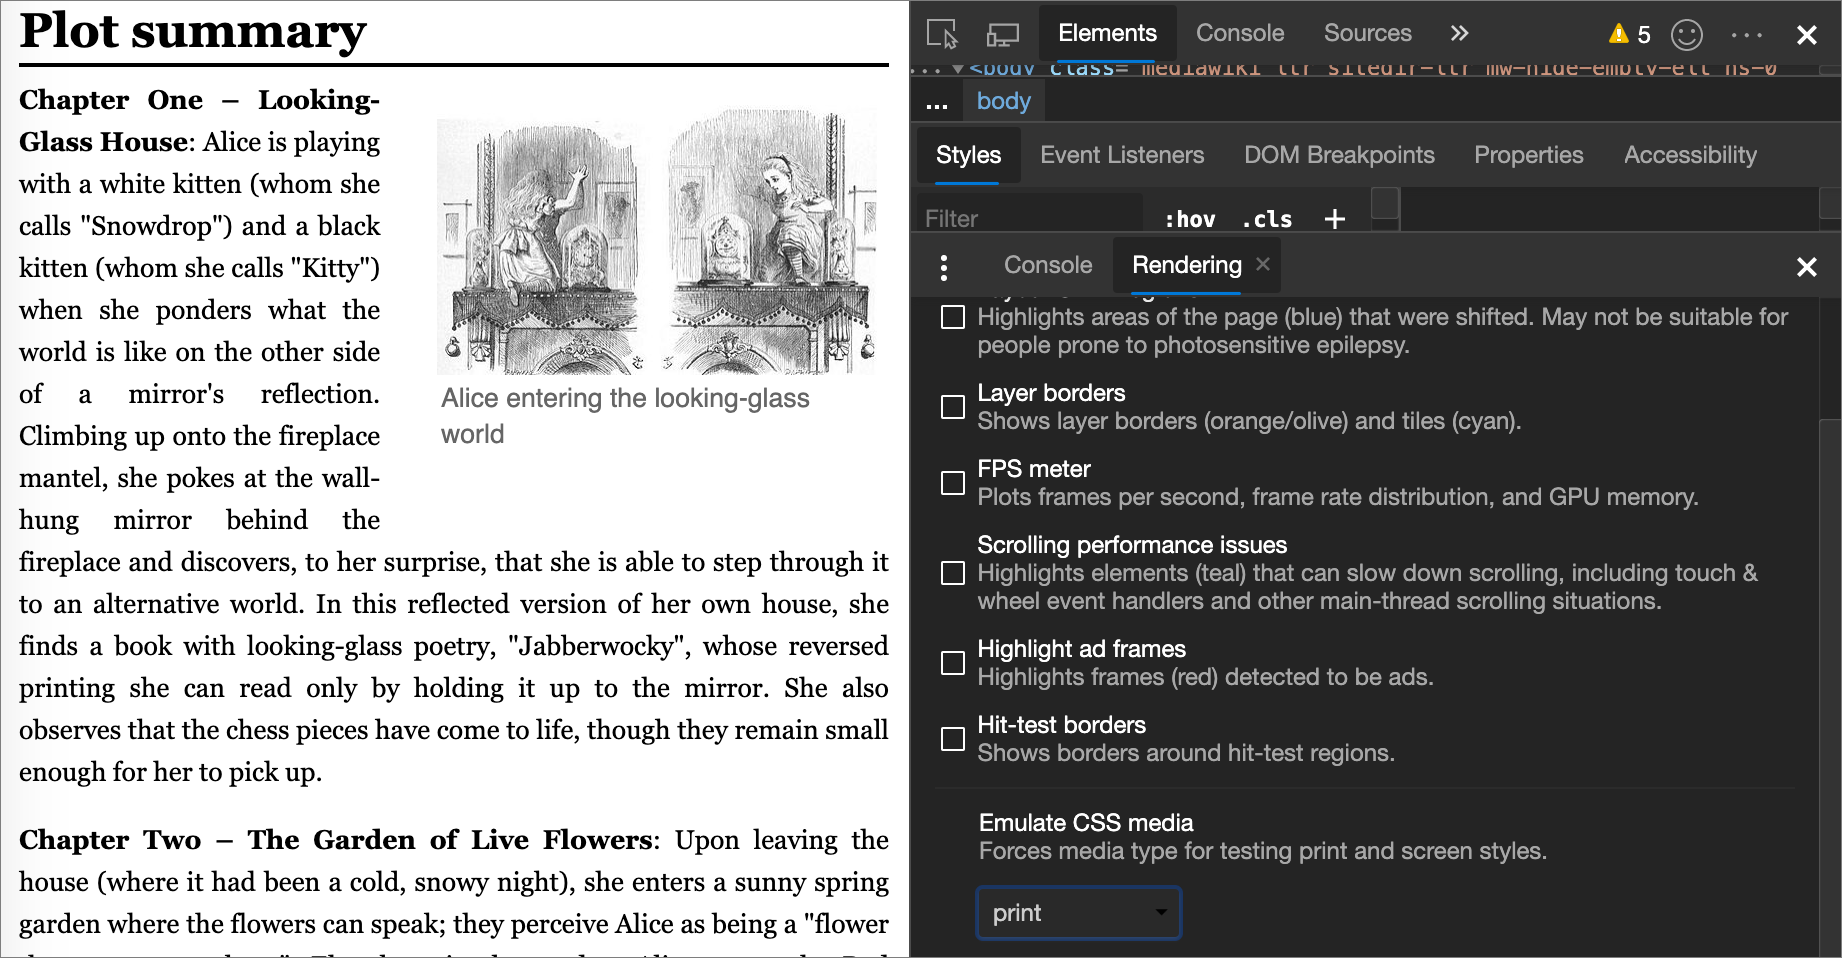 Plot summary
Chapter One – Looking-
Glass House: Alice is playing
with a white kitten (whom she
calls "Snowdrop") and a black
kitten (whom she calls "Kitty")
when she ponders what the
world is like on the other side
of a mirror's reflection.
Climbing up onto the fireplace
mantel, she pokes at the wall-
hung mirror behind the
fireplace and discovers, to her surprise, that she is able to step through it
to an alternative world. In this reflected version of her own house, she
finds a book with looking-glass poetry, "Jabberwocky", whose reversed
printing she can read only by holding it up to the mirror. She also
observes that the chess pieces have come to life, though they remain small
enough for her to pick up.
Alice entering the looking-glass
world
Chapter Two – The Garden of Live Flowers: Upon leaving the
house (where it had been a cold, snowy night), she enters a sunny spring
garden where the flowers can speak; they perceive Alice as being a "flower
Elements
Console
Sources
5
<body class="mediawiki ltr sitedir-ltr mw-hide-empty-elt ns-0
... body
Styles
Event Listeners
DOM Breakpoints
Properties
Accessibility
Filter
:hov .cls +
Console
Rendering
Highlights areas of the page (blue) that were shifted. May not be suitable for
people prone to photosensitive epilepsy.
Layer borders
Shows layer borders (orange/olive) and tiles (cyan).
FPS meter
Plots frames per second, frame rate distribution, and GPU memory.
Scrolling performance issues
Highlights elements (teal) that can slow down scrolling, including touch &
wheel event handlers and other main-thread scrolling situations.
Highlight ad frames
Highlights frames (red) detected to be ads.
Hit-test borders
Shows borders around hit-test regions.
Emulate CSS media
Forces media type for testing print and screen styles.
print